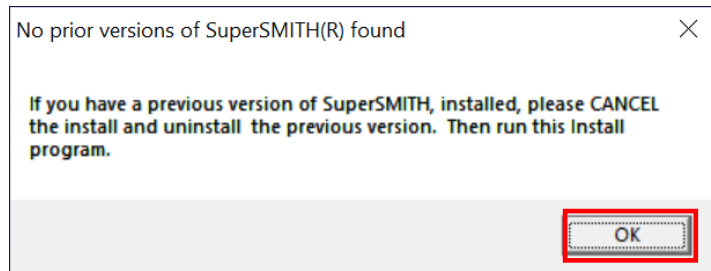 No prior versions of SuperSMITH(R) found
If you have a previous version of SuperSMITH, installed, please CANCEL
the install and uninstall  the previous version.  Then run this Install
program.
OK